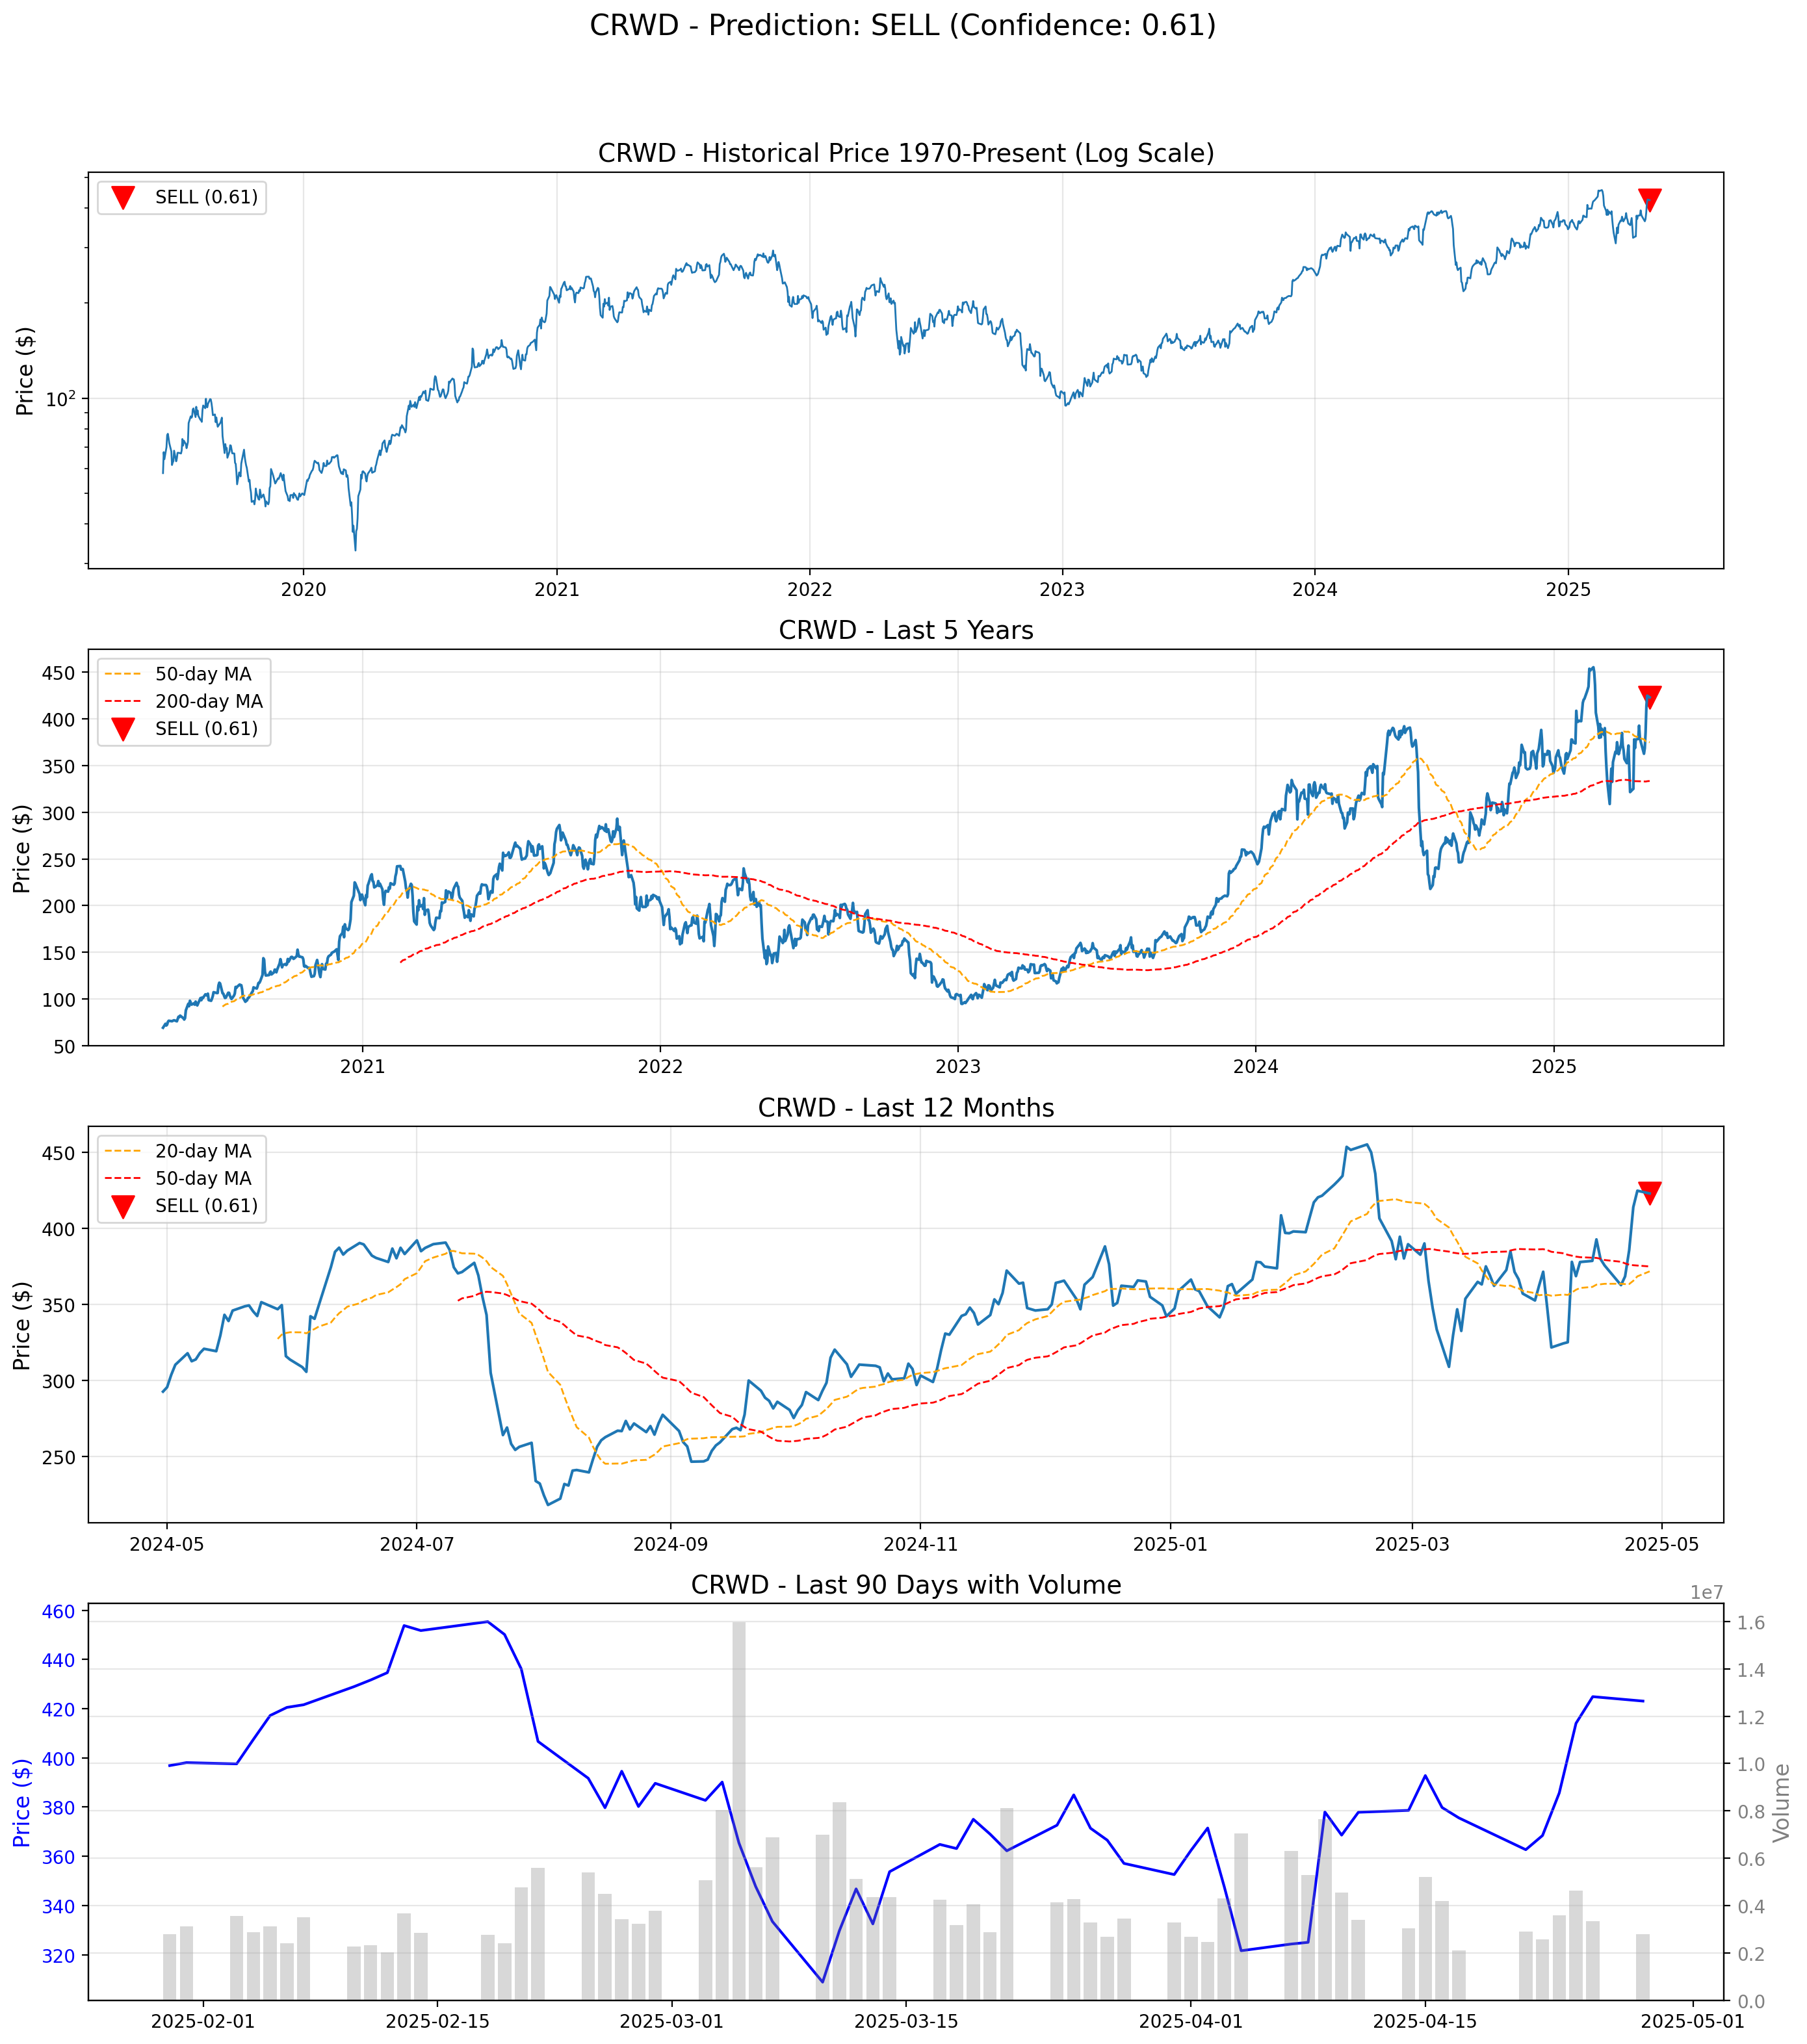 CRWD - Prediction: SELL (Confidence: 0.61)
CRWD - Historical Price 1970-Present (Log Scale)
SELL (0.61)
Price ($)
10²
2020 2021 2022 2023 2024 2025
CRWD - Last 5 Years
50-day MA
200-day MA
SELL (0.61)
Price ($)
450
400
350
300
250
200
150
100
50
2021 2022 2023 2024 2025
CRWD - Last 12 Months
20-day MA
50-day MA
SELL (0.61)
Price ($)
450
400
350
300
250
2024-05 2024-07 2024-09 2024-11 2025-01 2025-03 2025-05
CRWD - Last 90 Days with Volume
1e7
Price ($)
460
440
420
400
380
360
340
320
1.6
1.4
1.2
1.0
0.8
0.6
0.4
0.2
0.0
Volume
2025-02-01 2025-02-15 2025-03-01 2025-03-15 2025-04-01 2025-04-15 2025-05-01